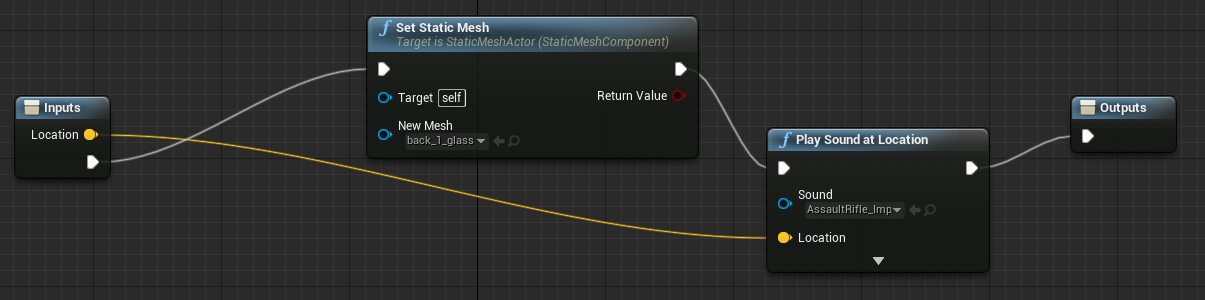 Inputs
Location
Set Static Mesh
Target is StaticMeshActor (StaticMeshComponent)
Target self
Return Value
New Mesh
back_1_glass
Play Sound at Location
Sound
AssaultRifle_Imp
Location
Outputs